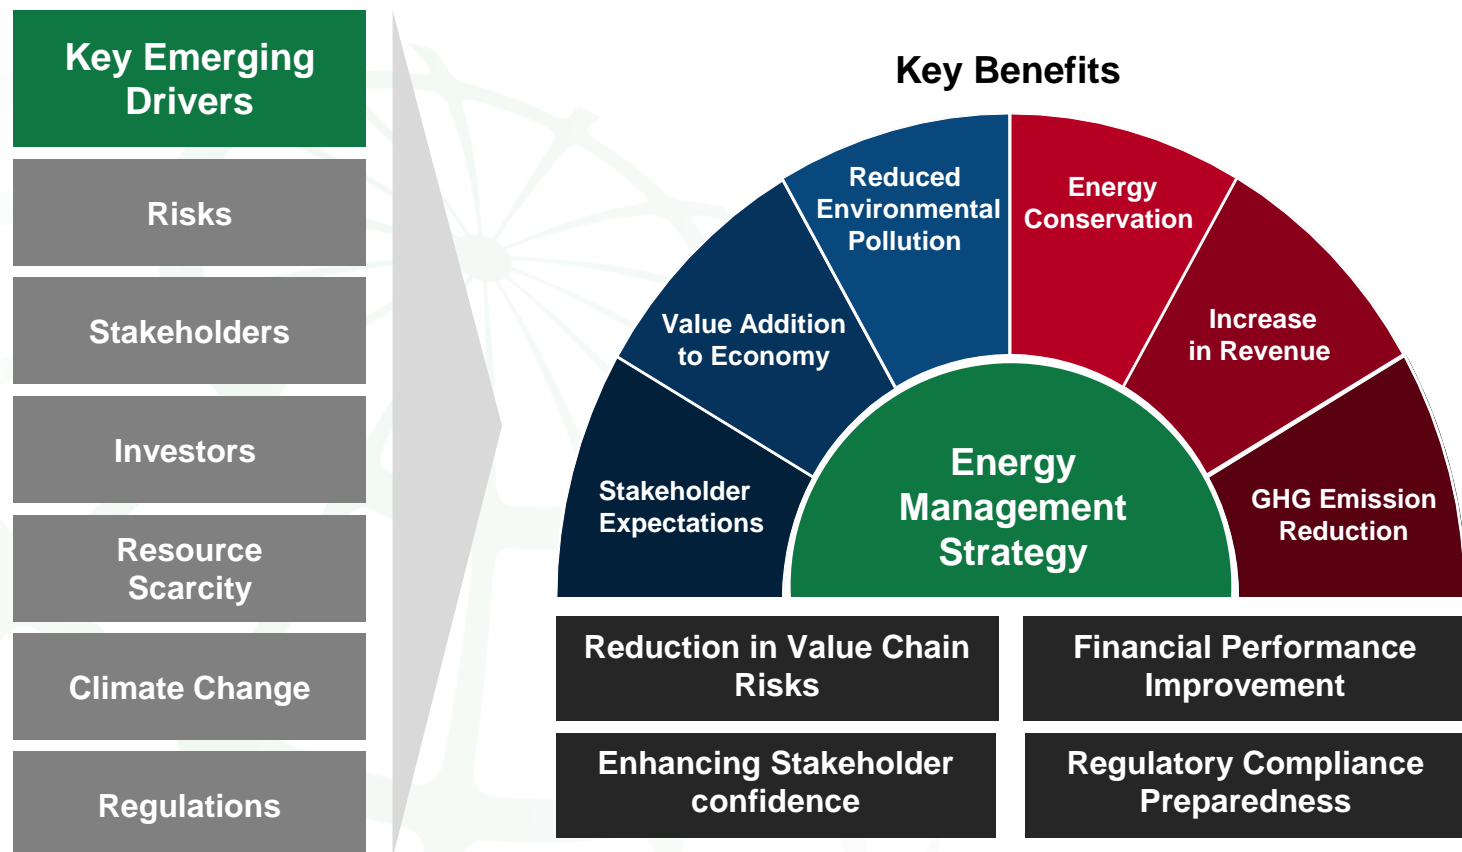 Key Emerging
Drivers
Risks
Stakeholders
Investors
Resource
Scarcity
Climate Change
Regulations
Key Benefits
Stakeholder
Expectations
Value Addition
to Economy
Reduced
Environmental
Pollution
Energy
Conservation
Increase
in Revenue
GHG Emission
Reduction
Energy
Management
Strategy
Reduction in Value Chain
Risks
Financial Performance
Improvement
Enhancing Stakeholder
confidence
Regulatory Compliance
Preparedness